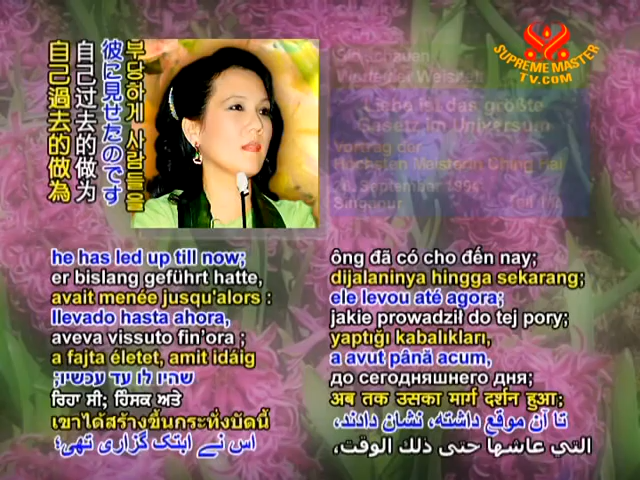 自己過去的做為
自己过去的做为
彼に見せたのです
부당하게 사람들을
SUPREME MASTER
TV.COM
Sie schauen
Worte der Weisheit
Liebe ist das größte
Gesetz im Universum
Vortrag der
Höchsten Meisterin Ching Hai
September 1994
Singapur
he has led up till now;
er bislang geführt hatte,
avait menée jusqu'alors :
llevado hasta ahora,
aveva vissuto fin'ora ;
a fajta életet, amit idáig
שהיו לו עד עכשיו;
ਰਿਹਾ ਸੀ; ਹਿੰਸਕ ਅਤੇ
เขาได้สร้างขึ้นกระทั่งบัดนี้
اس نے ابتک گزاری تھی؛
ông đã có cho đến nay;
dijalaninya hingga sekarang;
ele levou até agora;
jakie prowadził do tej pory;
yaptığı kabalıkları,
a avut până acum,
до сегодняшнего дня;
अब तक उसका मार्ग दर्शन हुआ;
تا آن موقع داشته، نشان دادند،
التي عاشها حتى ذلك الوقت،